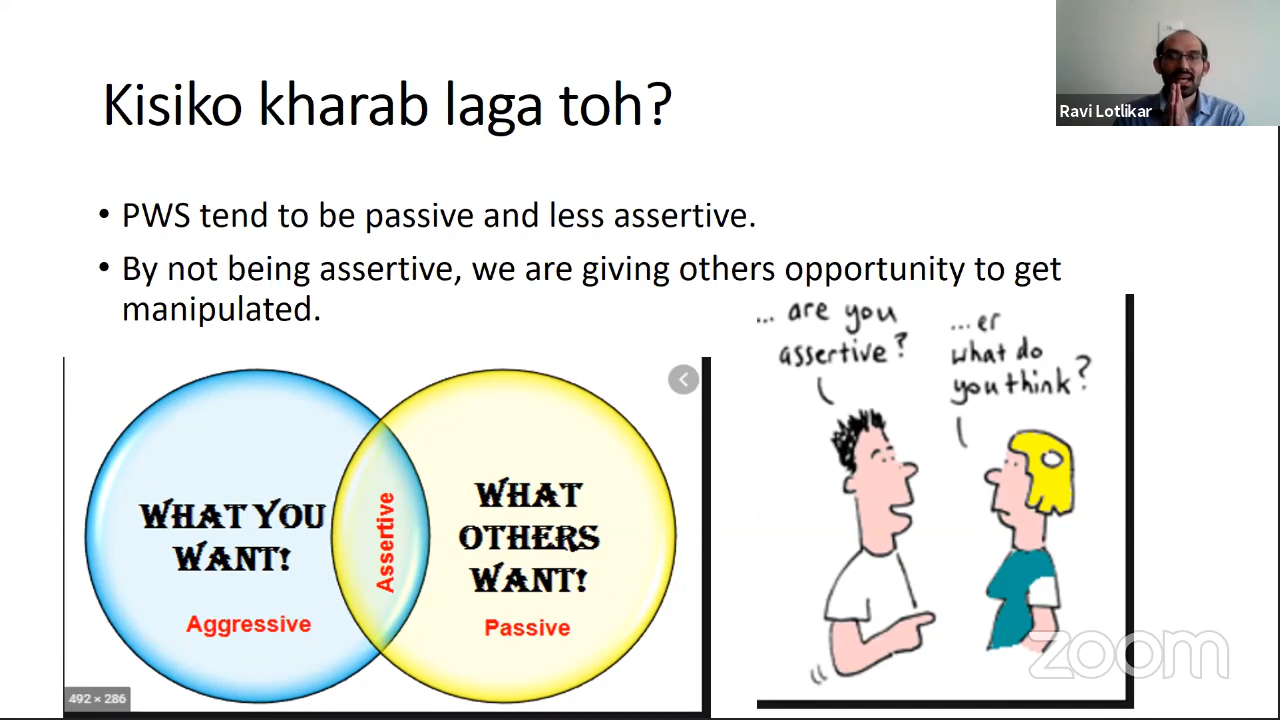 Kisiko kharab laga toh?
Ravi Lotlikar
• PWS tend to be passive and less assertive.
• By not being assertive, we are giving others opportunity to get
manipulated.
WHAT YOU
WANT!
Aggressive
Assertive
WHAT
OTHERS
WANT!
Passive
492 × 286
... are you
assertive?
...er
what do
you think?
zoom